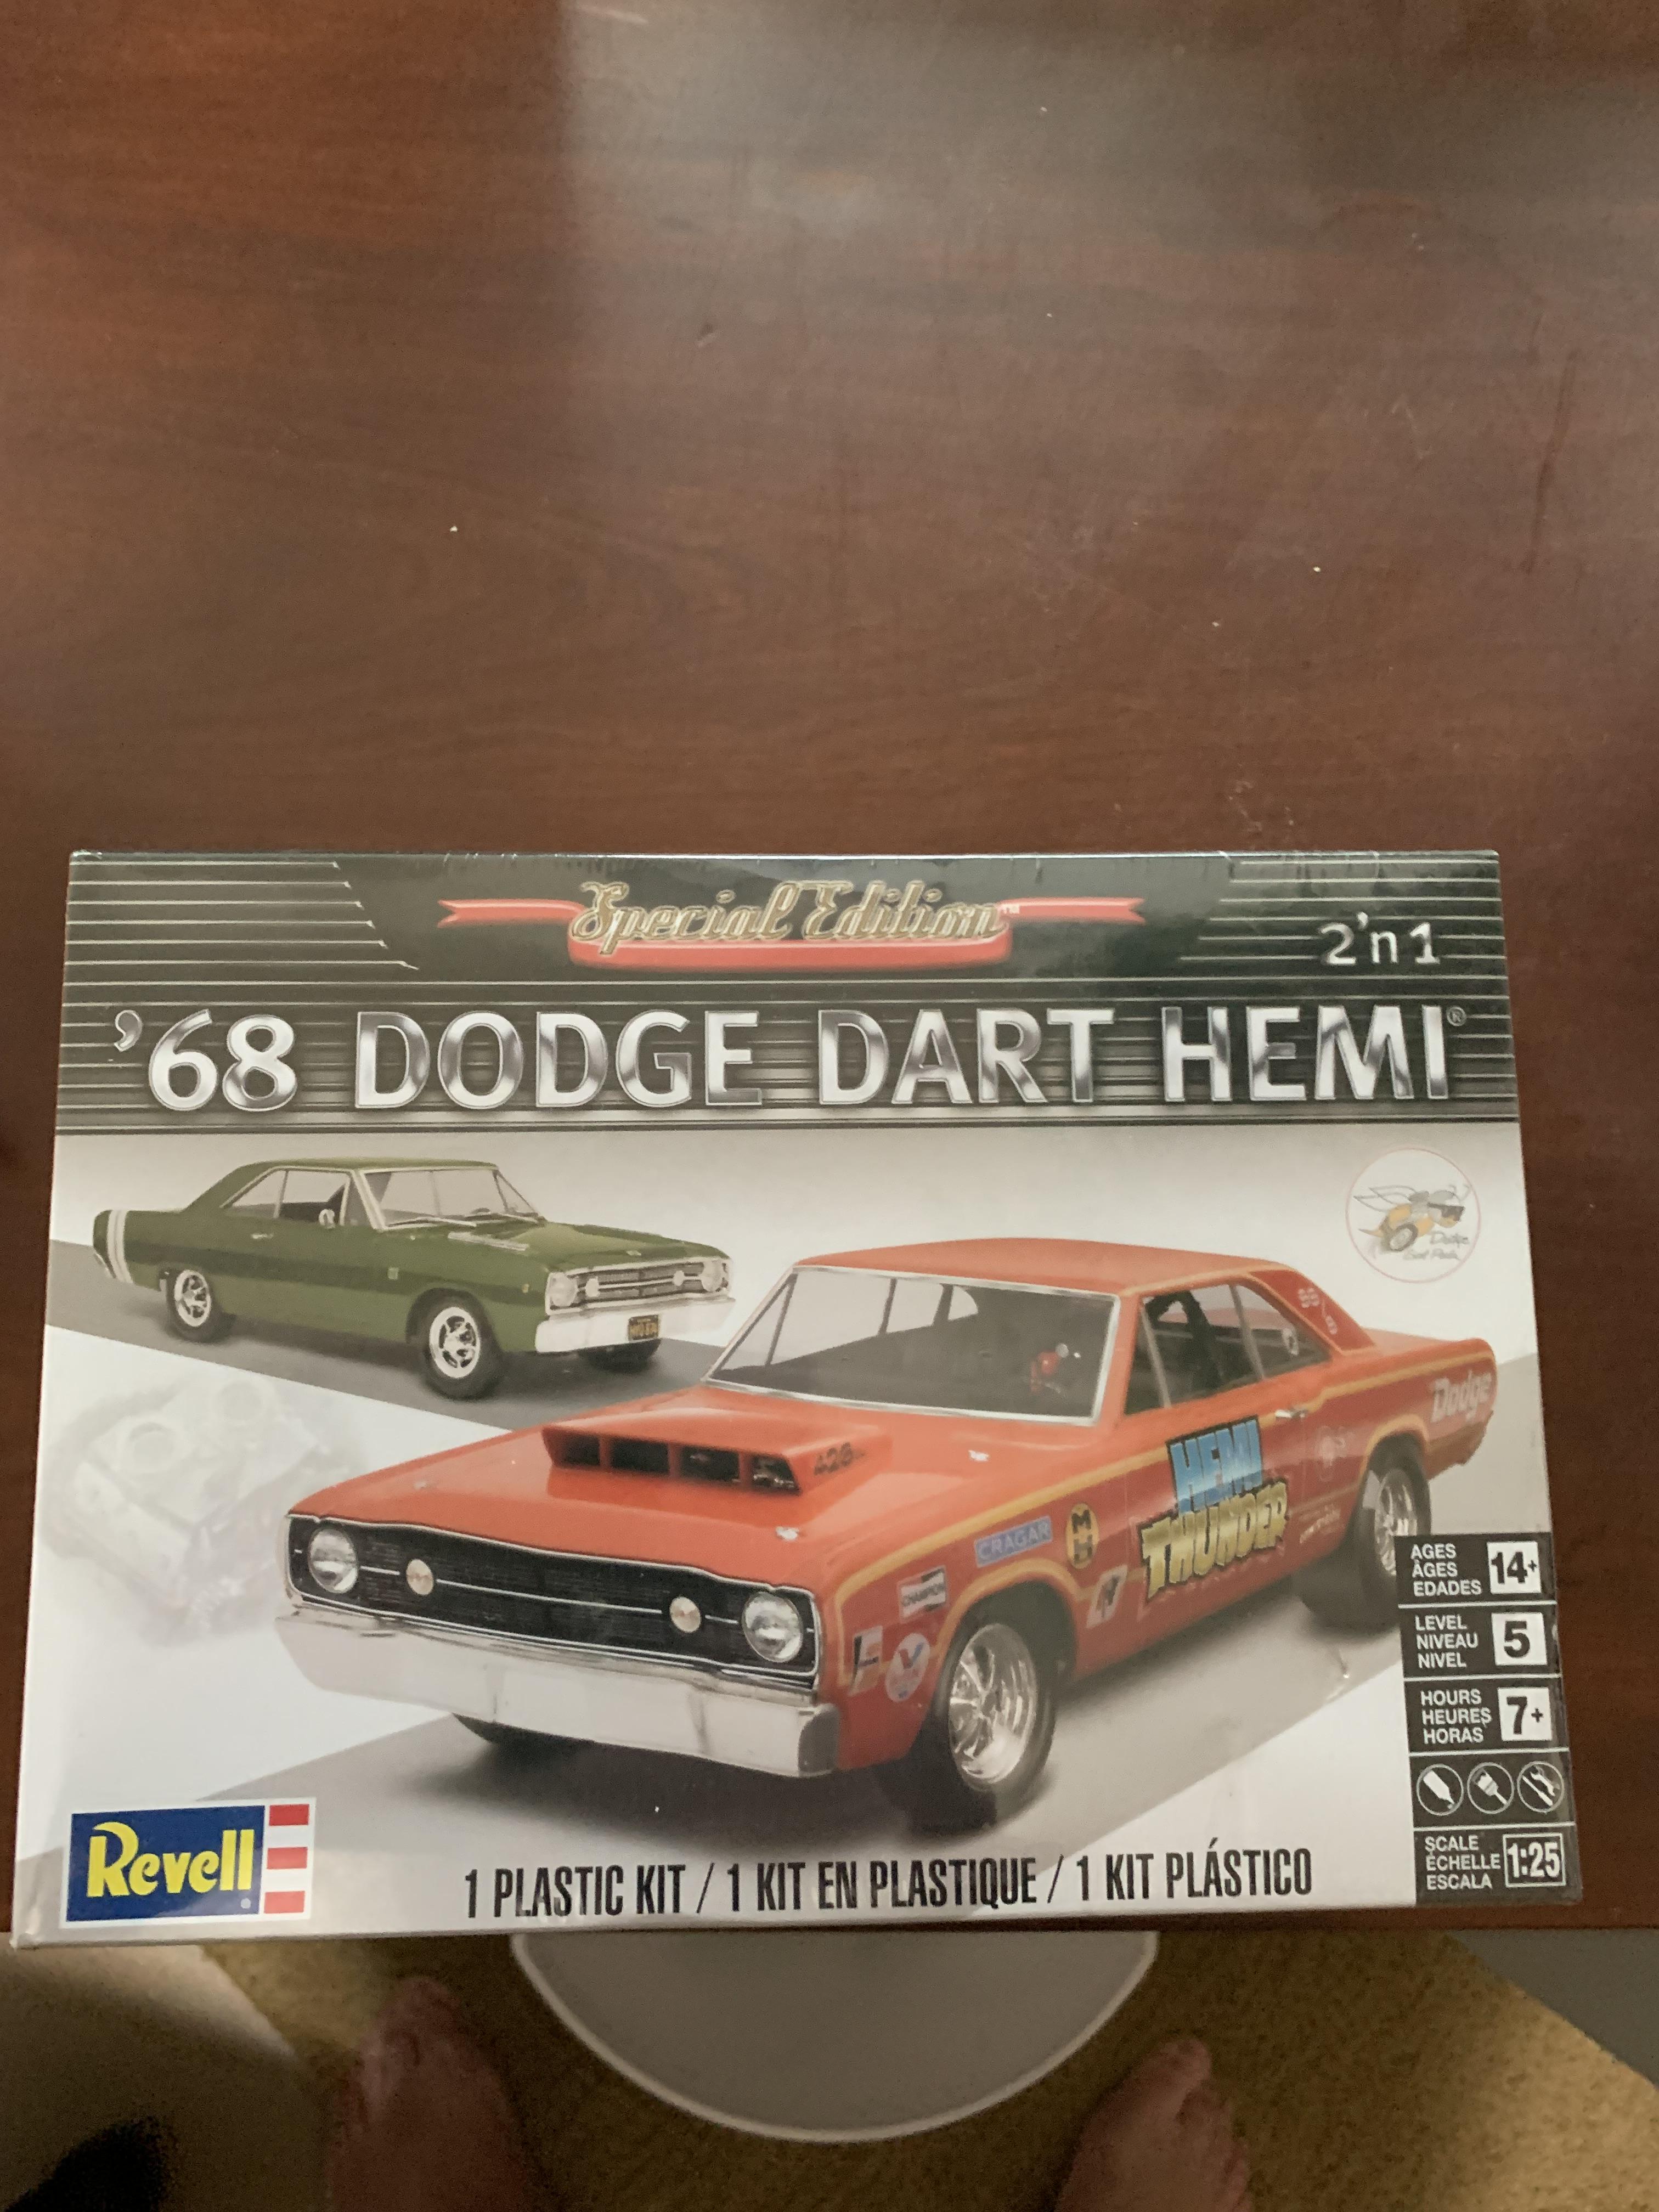 Special Edition™
2'n1
'68 DODGE DART HEMI®
Dodge
426
HEMI
THUNDER
CRAGAR
CHAMPION
AGES
ÂGES
EDADES
14+
LEVEL
NIVEAU
NIVEL
5
HOURS
HEURES
HORAS
7+
SCALE
ÉCHELLE
ESCALA
1:25
Revell®
1 PLASTIC KIT / 1 KIT EN PLASTIQUE / 1 KIT PLÁSTICO